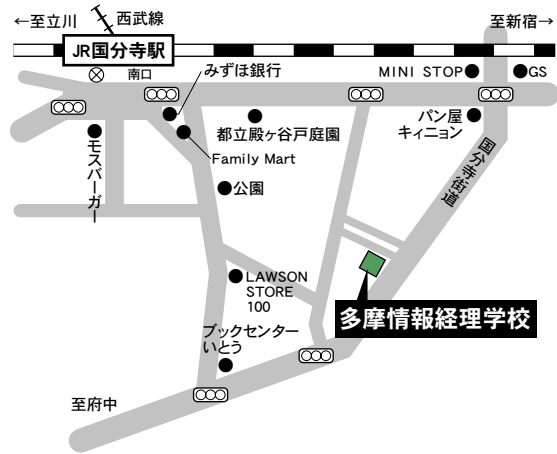 ←至立川
西武線
至新宿→
JR国分寺駅
南口
みずほ銀行
MINI STOP
GS
都立殿ヶ谷戸庭園
パン屋
キィニョン
Family Mart
モスバーガー
公園
国分寺街道
LAWSON
STORE
100
多摩情報経理学校
ブックセンター
いとう
至府中